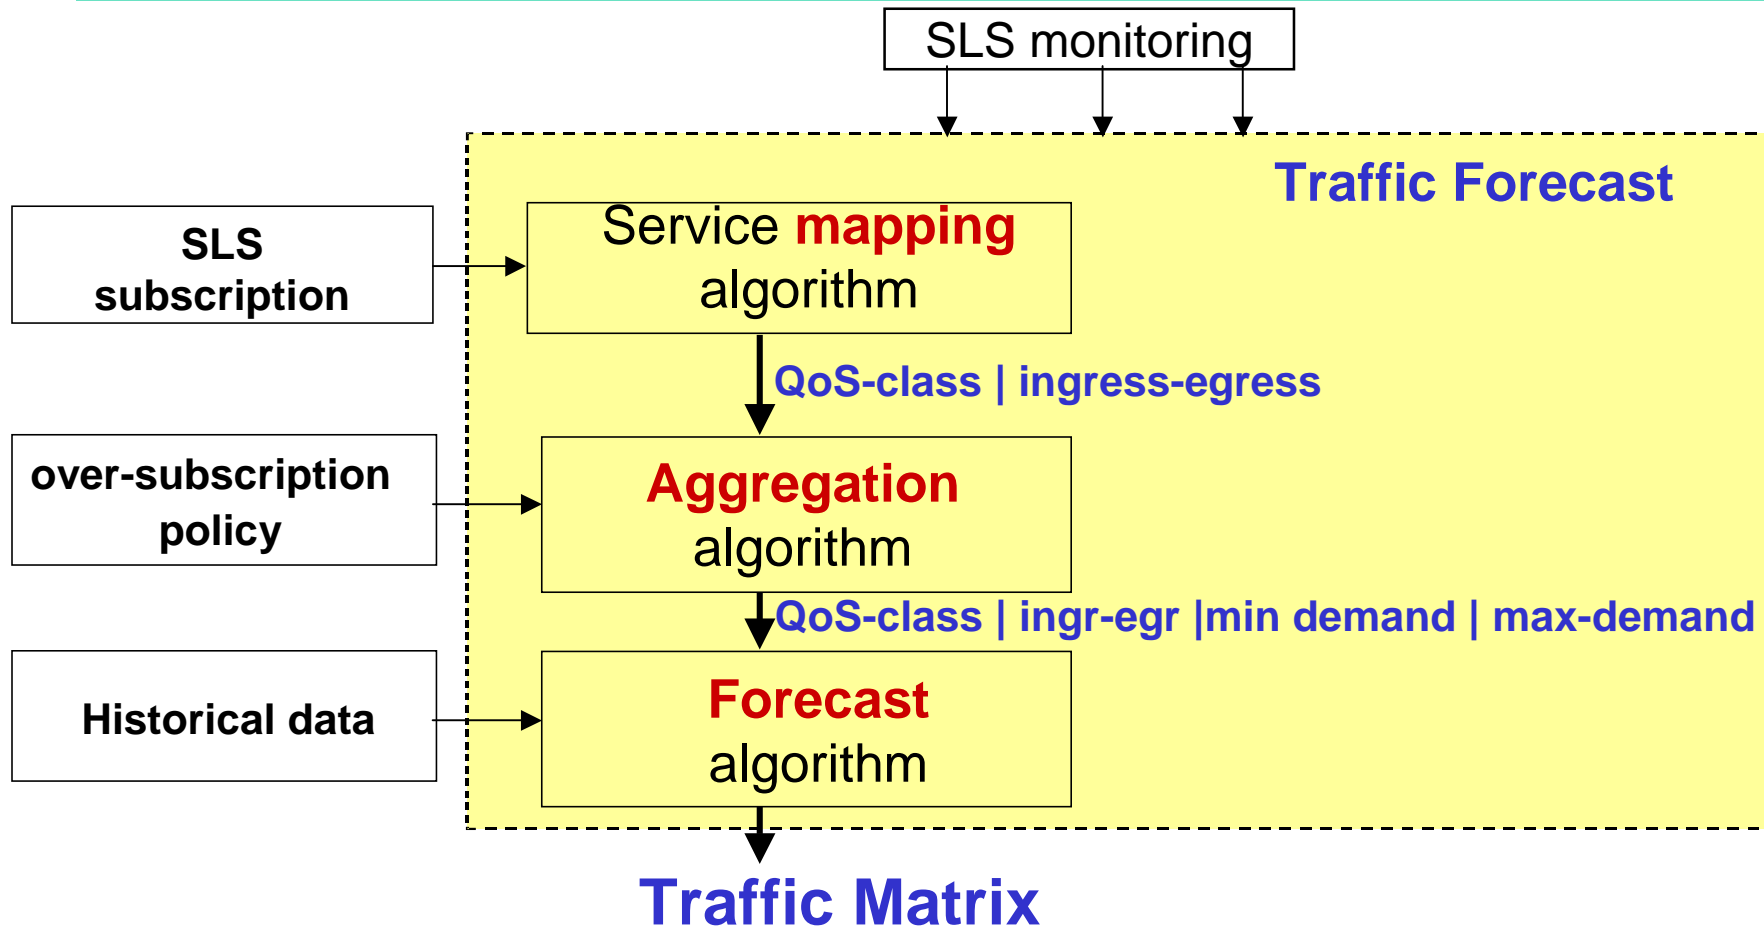 SLS monitoring
Traffic Forecast
SLS
subscription
Service mapping
algorithm
QoS-class | ingress-egress
over-subscription
policy
Aggregation
algorithm
QoS-class | ingr-egr |min demand | max-demand
Historical data
Forecast
algorithm
Traffic Matrix